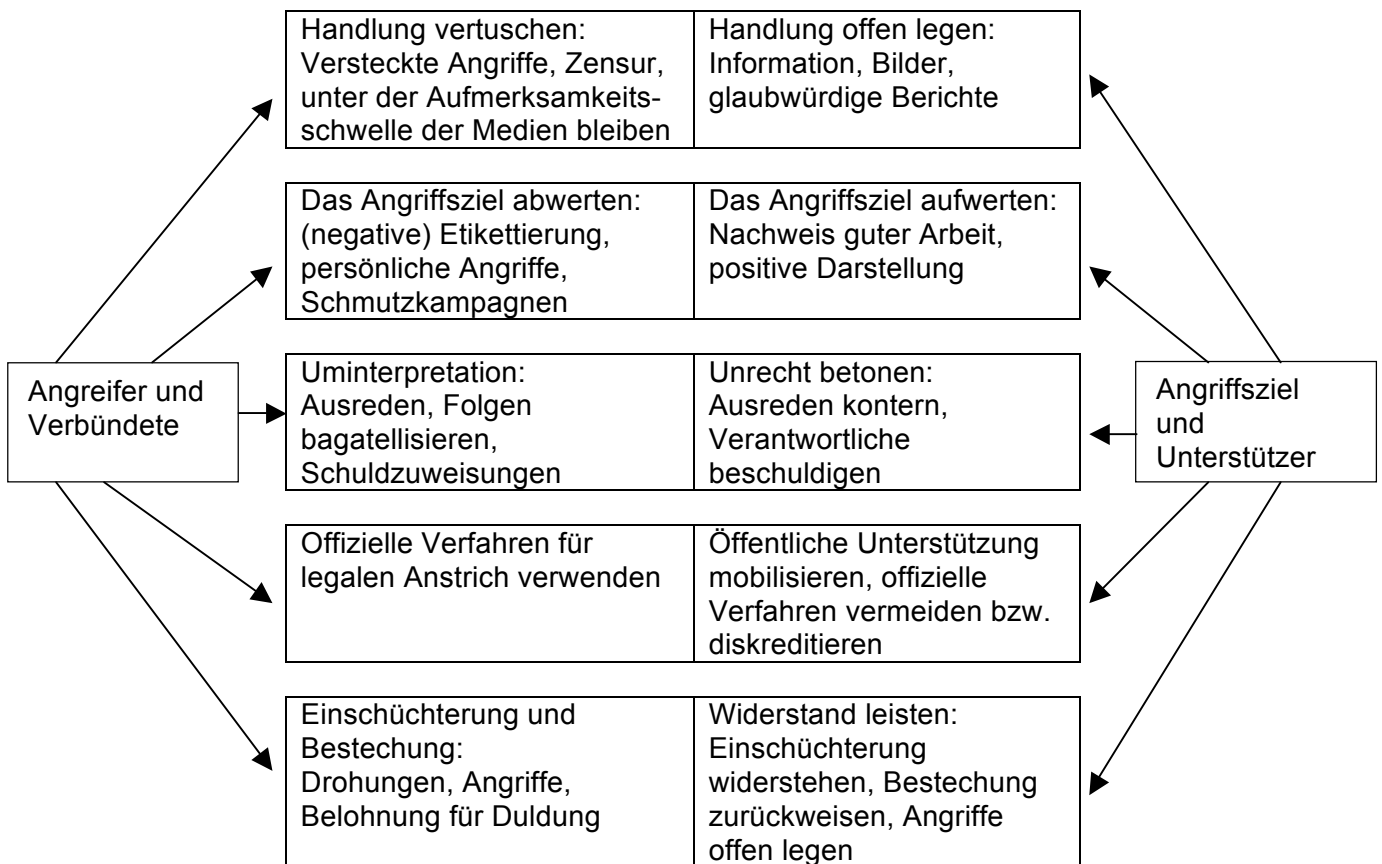 Handlung vertuschen:
Versteckte Angriffe, Zensur,
unter der Aufmerksamkeits-
schwelle der Medien bleiben
Handlung offen legen:
Information, Bilder,
glaubwürdige Berichte
Das Angriffsziel abwerten:
(negative) Etikettierung,
persönliche Angriffe,
Schmutzkampagnen
Das Angriffsziel aufwerten:
Nachweis guter Arbeit,
positive Darstellung
Angreifer und
Verbündete
Uminterpretation:
Ausreden, Folgen
bagatellisieren,
Schuldzuweisungen
Unrecht betonen:
Ausreden kontern,
Verantwortliche
beschuldigen
Angriffsziel
und
Unterstützer
Offizielle Verfahren für
legalen Anstrich verwenden
Öffentliche Unterstützung
mobilisieren, offizielle
Verfahren vermeiden bzw.
diskreditieren
Einschüchterung und
Bestechung:
Drohungen, Angriffe,
Belohnung für Duldung
Widerstand leisten:
Einschüchterung
widerstehen, Bestechung
zurückweisen, Angriffe
offen legen